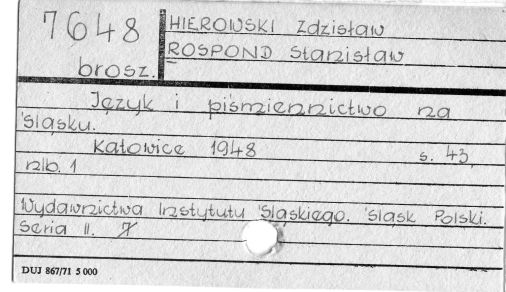 7648
brosz.
HIEROWSKI Zdzisław
ROSPOND Stanisław
Język i piśmiennictwo na
Śląsku.
Katowice 1948 s. 43,
nlb. 1
Wydawnictwa Instytutu Śląskiego. Śląsk Polski.
Seria II. 7
DUJ 867/71 5 000